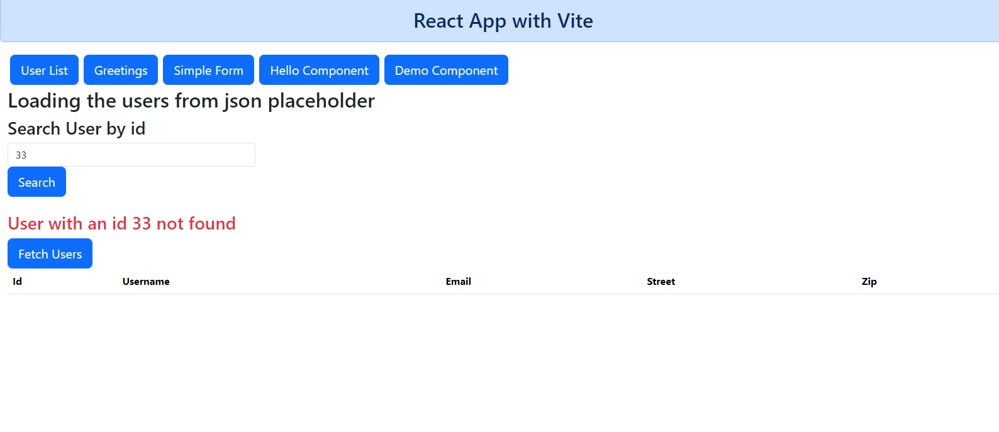 React App with Vite
User List Greetings Simple Form Hello Component Demo Component
Loading the users from json placeholder
Search User by id
33
Search
User with an id 33 not found
Fetch Users
Id Username Email Street Zip